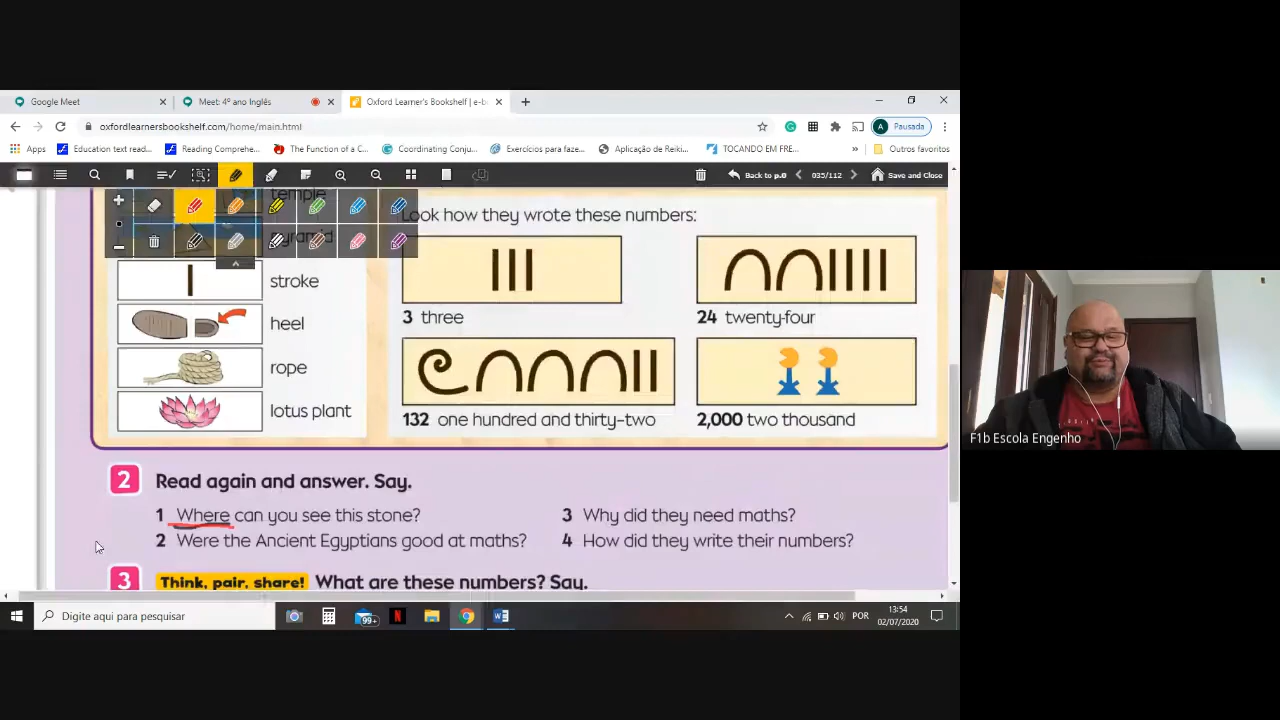 Google Meet
Meet: 4º ano Inglês
Oxford Learner's Bookshelf | e-b
oxfordlearnersbookshelf.com/home/main.html
A Pausada
Apps
Education text read...
Reading Comprehe...
The Function of a C...
Coordinating Conjun...
Exercícios para faze...
Aplicação de Reiki...
TOCANDO EM FRE...
»
Outros favoritos
Back to p.0
035/112
Save and Close
temple
pyramid
stroke
heel
rope
lotus plant
Look how they wrote these numbers:
3 three
24 twenty-four
132 one hundred and thirty-two
2,000 two thousand
2 Read again and answer. Say.
1 Where can you see this stone?
2 Were the Ancient Egyptians good at maths?
3 Why did they need maths?
4 How did they write their numbers?
3 Think, pair, share! What are these numbers? Say.
Digite aqui para pesquisar
99+
N
W
POR
13:54
02/07/2020
F1b Escola Engenho